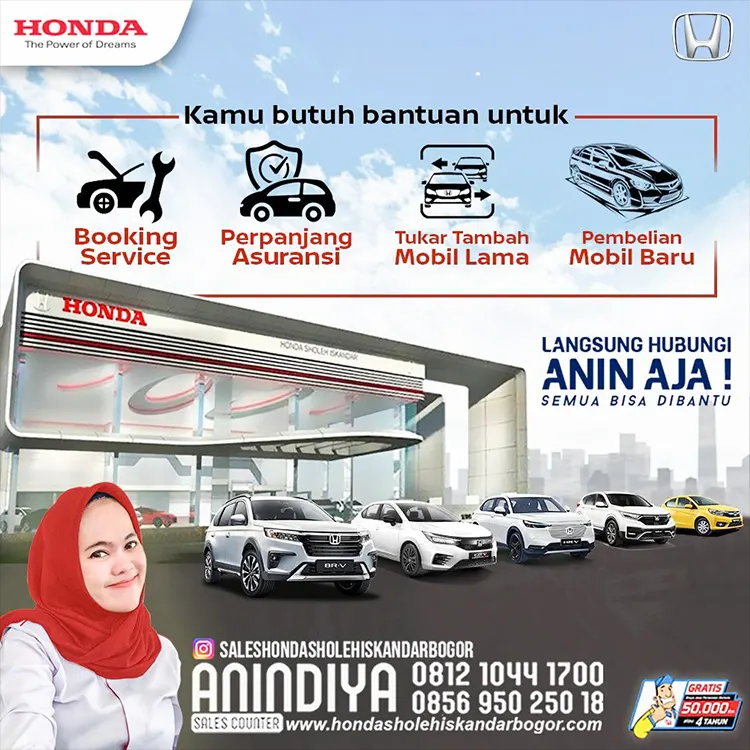 HONDA
The Power of Dreams
Kamu butuh bantuan untuk
Booking
Service
Perpanjang
Asuransi
Tukar Tambah
Mobil Lama
Pembelian
Mobil Baru
HONDA
HONDA SHOLEH ISKANDAR
LANGSUNG HUBUNGI
ANIN AJA !
SEMUA BISA DIBANTU
BR-V
HR-V
SALESHONDASHOLEHISKANDARBOGOR
ANINDIYA
SALES COUNTER
0812 1044 1700
0856 950 250 18
www.hondasholehiskandarbogor.com
GRATIS
50.000
4 TAHUN